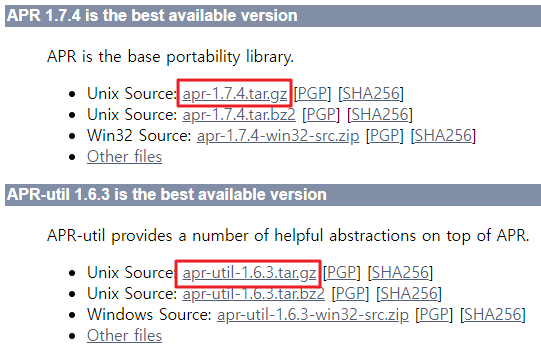 APR 1.7.4 is the best available version
APR is the base portability library.
• Unix Source: apr-1.7.4.tar.gz [PGP] [SHA256]
• Unix Source: apr-1.7.4.tar.bz2 [PGP] [SHA256]
• Win32 Source: apr-1.7.4-win32-src.zip [PGP] [SHA256]
• Other files
APR-util 1.6.3 is the best available version
APR-util provides a number of helpful abstractions on top of APR.
• Unix Source: apr-util-1.6.3.tar.gz [PGP] [SHA256]
• Unix Source: apr-util-1.6.3.tar.bz2 [PGP] [SHA256]
• Windows Source: apr-util-1.6.3-win32-src.zip [PGP] [SHA256]
• Other files